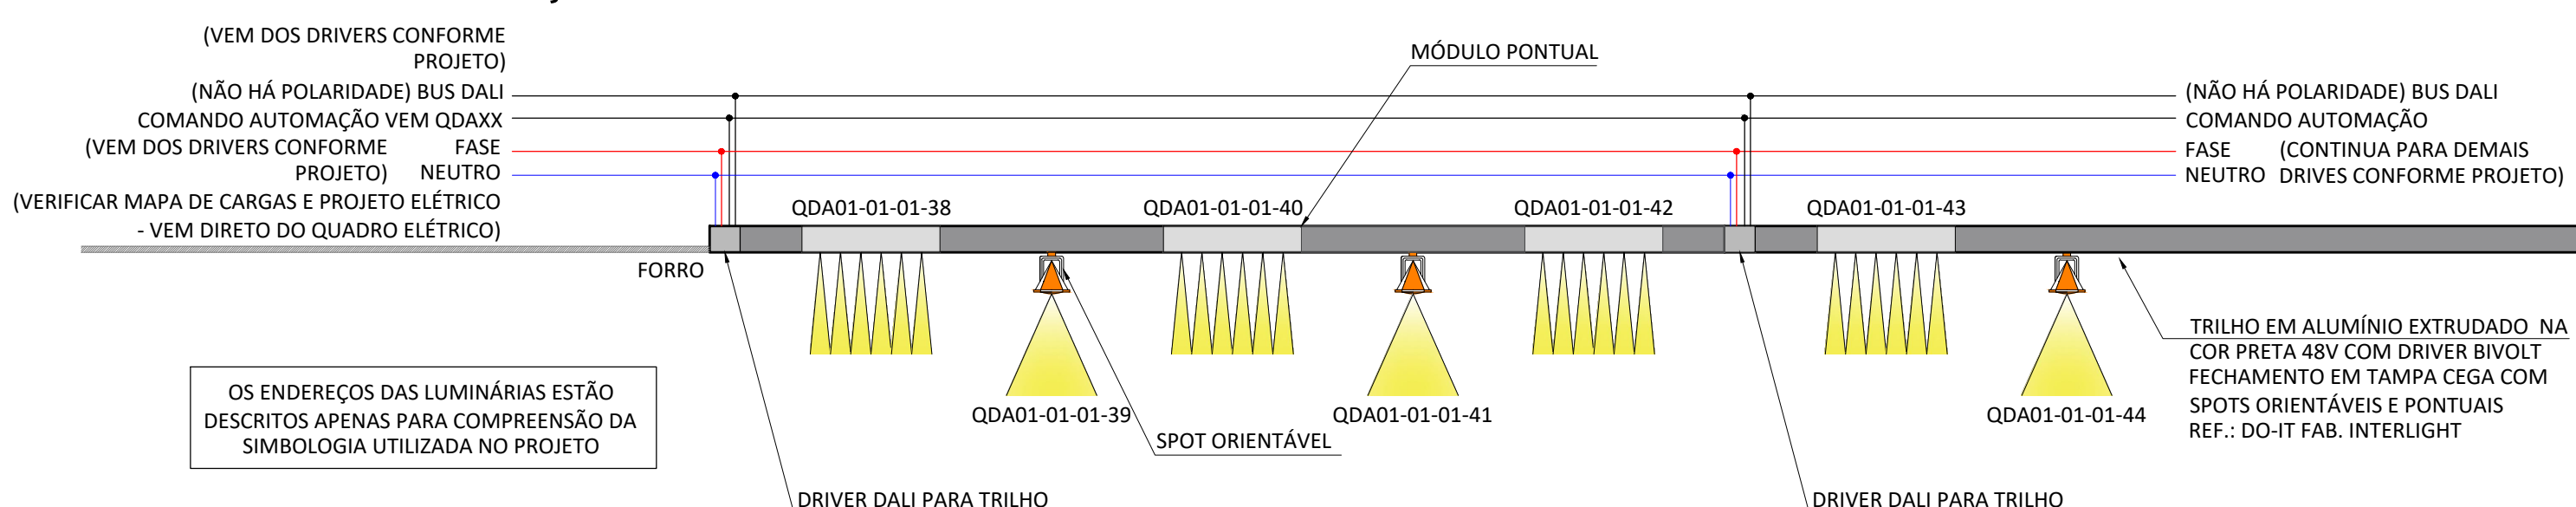 (VEM DOS DRIVERS CONFORME
PROJETO)
(NÃO HÁ POLARIDADE) BUS DALI
COMANDO AUTOMAÇÃO VEM QDAXX
(VEM DOS DRIVERS CONFORME FASE
PROJETO) NEUTRO
(VERIFICAR MAPA DE CARGAS E PROJETO ELÉTRICO
- VEM DIRETO DO QUADRO ELÉTRICO)
FORRO
MÓDULO PONTUAL
(NÃO HÁ POLARIDADE) BUS DALI
COMANDO AUTOMAÇÃO
FASE (CONTINUA PARA DEMAIS
NEUTRO DRIVES CONFORME PROJETO)
QDA01-01-01-38
QDA01-01-01-40
QDA01-01-01-42
QDA01-01-01-43
QDA01-01-01-39
QDA01-01-01-41
QDA01-01-01-44
SPOT ORIENTÁVEL
TRILHO EM ALUMÍNIO EXTRUDADO NA
COR PRETA 48V COM DRIVER BIVOLT
FECHAMENTO EM TAMPA CEGA COM
SPOTS ORIENTÁVEIS E PONTUAIS
REF.: DO-IT FAB. INTERLIGHT
OS ENDEREÇOS DAS LUMINÁRIAS ESTÃO
DESCRITOS APENAS PARA COMPREENSÃO DA
SIMBOLOGIA UTILIZADA NO PROJETO
DRIVER DALI PARA TRILHO
DRIVER DALI PARA TRILHO